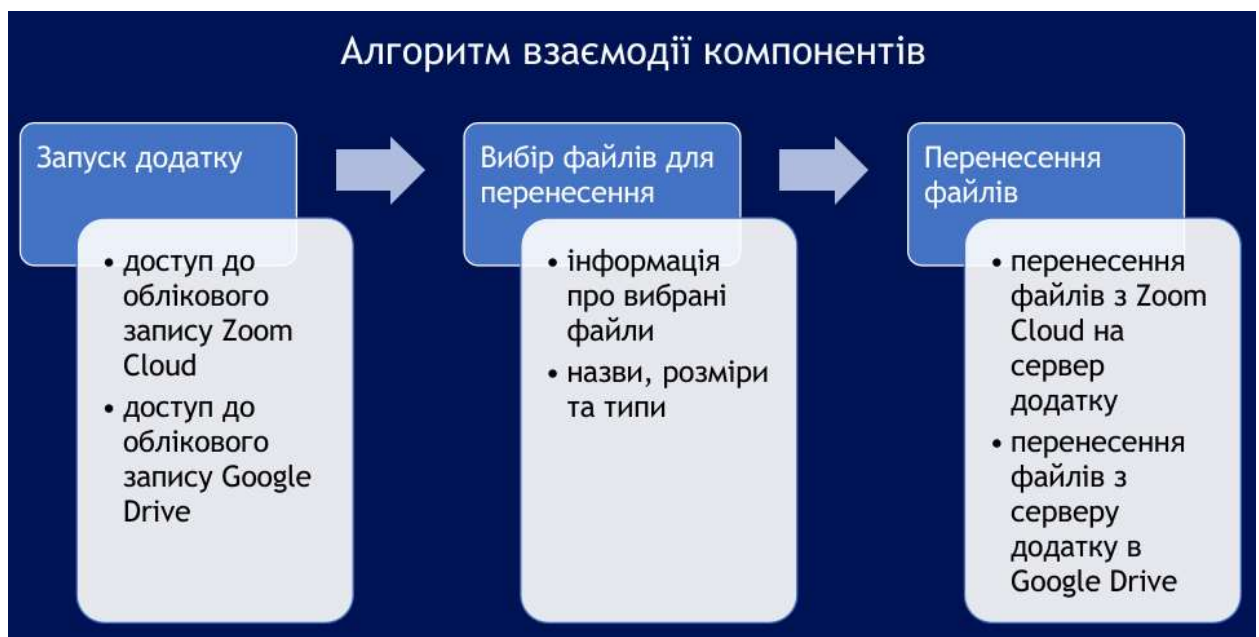 Алгоритм взаємодії компонентів
Запуск додатку
• доступ до
облікового
запису Zoom
Cloud
• доступ до
облікового
запису Google
Drive
Вибір файлів для
перенесення
• інформація
про вибрані
файли
• назви, розміри
та типи
Перенесення
файлів
• перенесення
файлів з Zoom
Cloud на
сервер
додатку
• перенесення
файлів з
серверу
додатку в
Google Drive